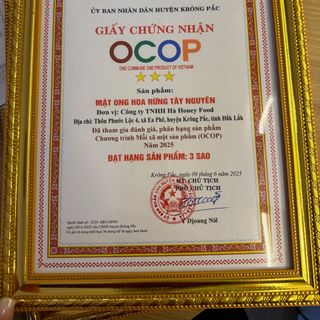 ỦY BAN NHÂN DÂN HUYỆN KRÔNG PẮC
GIẤY CHỨNG NHẬN
OCOP
ONE COMMUNE ONE PRODUCT OF VIETNAM
Sản phẩm:
MẬT ONG HOA RỪNG TÂY NGUYÊN
Đơn vị: Công ty TNHH Hà Honey Food
Địa chỉ: Thôn Phước Lộc 4, xã Ea Phê, huyện Krông Pắc, tỉnh Đắk Lắk
Đã tham gia đánh giá, phân hạng sản phẩm
Chương trình Mỗi xã một sản phẩm (OCOP)
Năm 2025
ĐẠT HẠNG SẢN PHẨM: 3 SAO
Krông Pắc, ngày 09 tháng 6 năm 2025
KT. CHỦ TỊCH
PHÓ CHỦ TỊCH
Y Djoang Niê